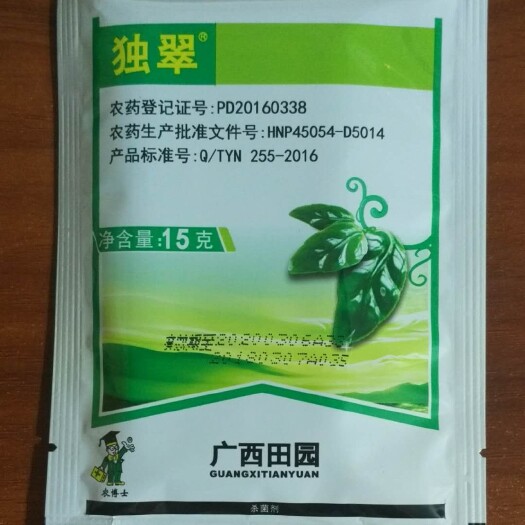 独翠®
农药登记证号:PD20160338
农药生产批准文件号:HNP45054-D5014
产品标准号:Q/TYN 255-2016
净含量:15克
农博士
广西田园
GUANGXITIANYUAN
杀菌剂